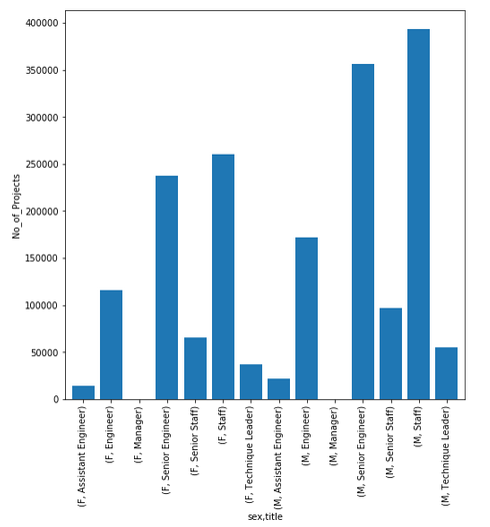 400000
350000
300000
250000
200000
150000
100000
50000
0
No_of_Projects
(F, Assistant Engineer)
(F, Engineer)
(F, Manager)
(F, Senior Engineer)
(F, Senior Staff)
(F, Staff)
(F, Technique Leader)
(M, Assistant Engineer)
(M, Engineer)
(M, Manager)
(M, Senior Engineer)
(M, Senior Staff)
(M, Staff)
(M, Technique Leader)
sex,title